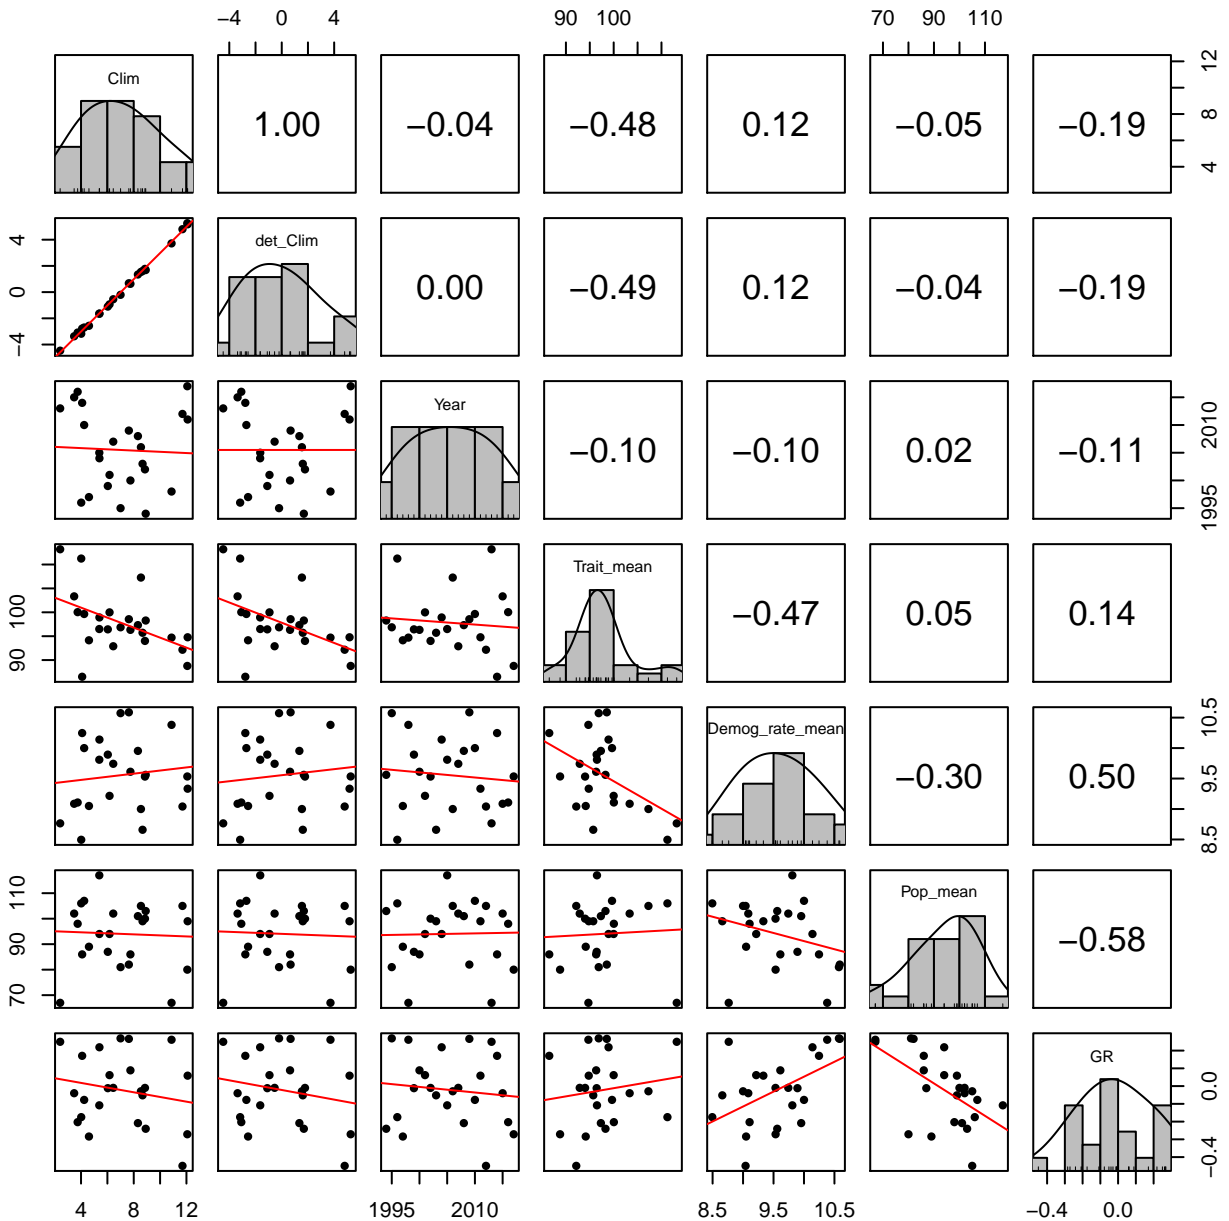 −4 0 4 90 100 70 90 110
Clim 1.00 −0.04 −0.48 0.12 −0.05 −0.19 4 8 12
−4 0 4 det_Clim 0.00 −0.49 0.12 −0.04 −0.19
Year −0.10 −0.10 0.02 −0.11 1995 2010
90 100 Trait_mean −0.47 0.05 0.14
Demog_rate_mean −0.30 0.50 8.5 9.5 10.5
70 90 110 Pop_mean −0.58
GR −0.4 0.0
4 8 12 1995 2010 8.5 9.5 10.5 −0.4 0.0